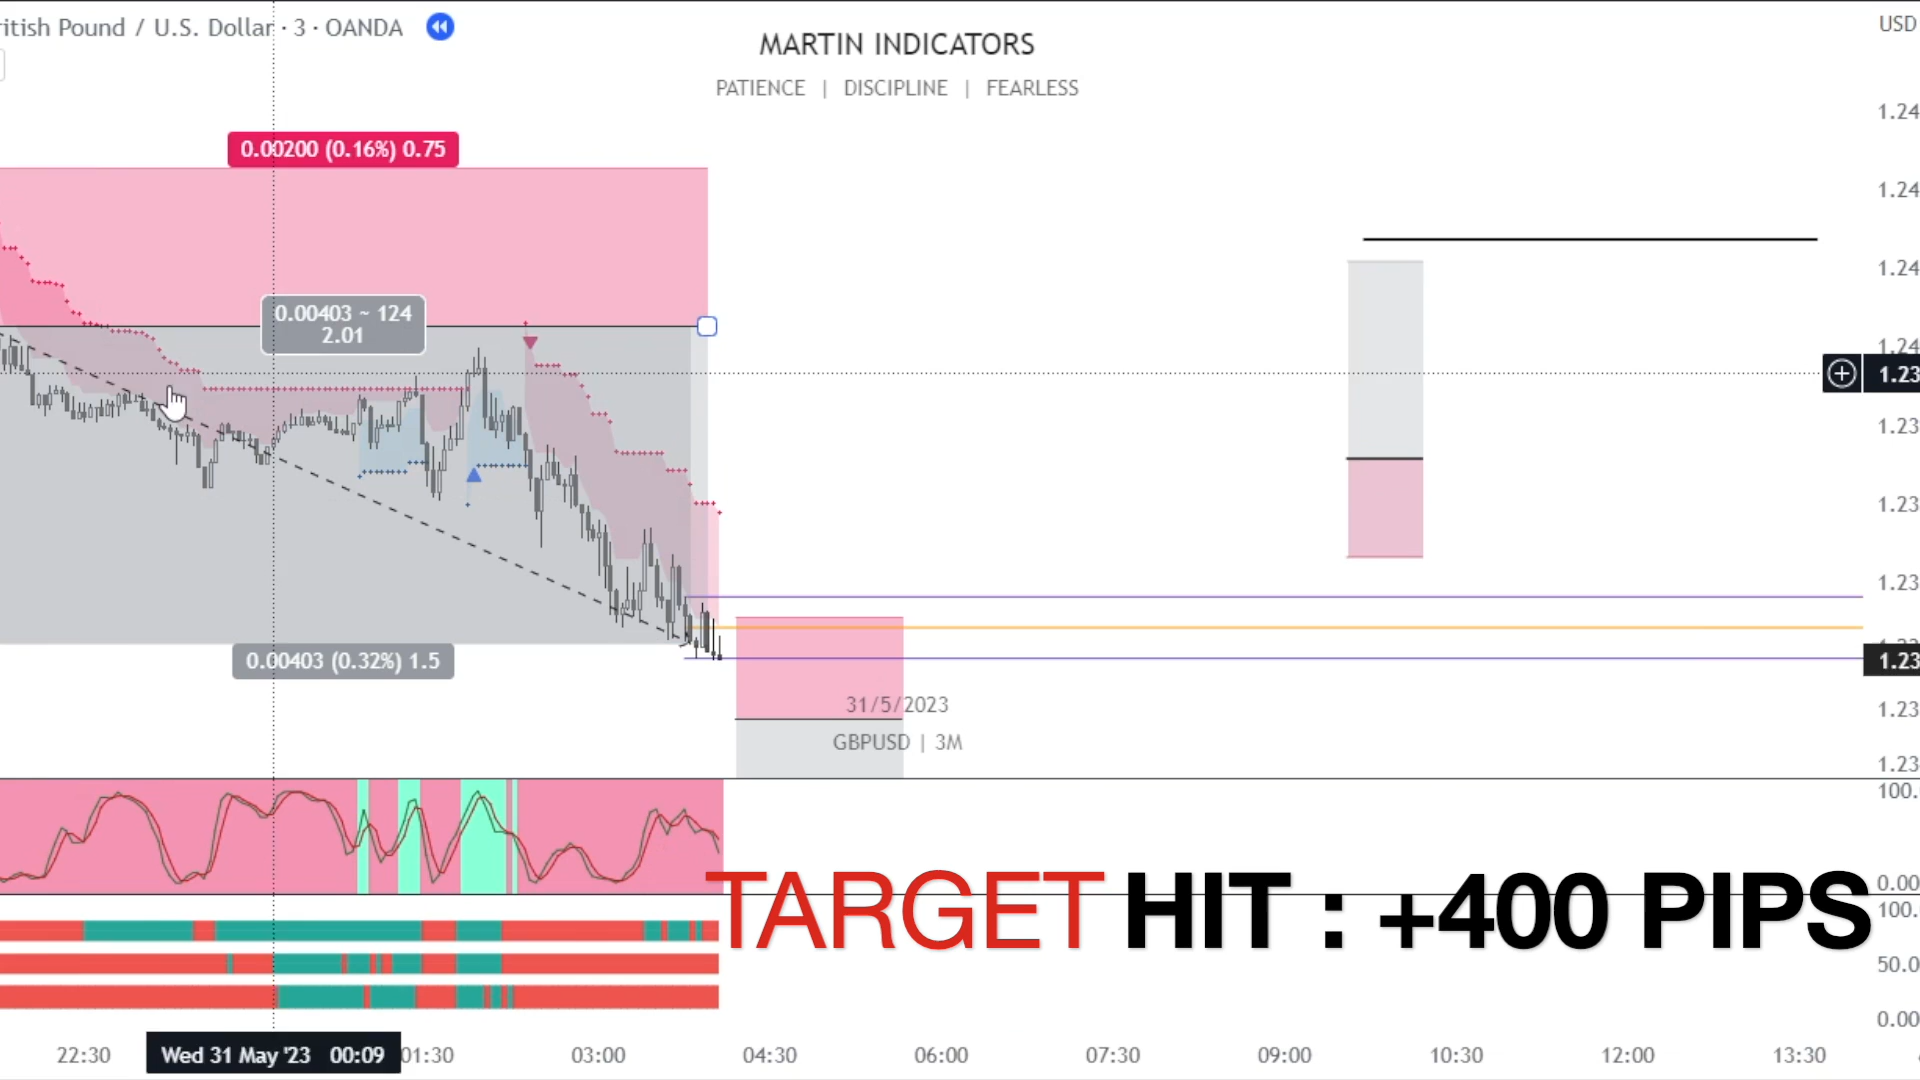 ritish Pound / U.S. Dollar · 3 · OANDA
MARTIN INDICATORS
PATIENCE | DISCIPLINE | FEARLESS
USD
1.24
0.00200 (0.16%) 0.75
1.24
1.24
0.00403 ~ 124
2.01
1.24
1.23
1.23
1.23
1.23
0.00403 (0.32%) 1.5
1.23
31/5/2023
1.23
GBPUSD | 3M
1.23
100.
0.00
TARGET HIT : +400 PIPS
100.
50.0
0.00
22:30
Wed 31 May '23 00:09
01:30
03:00
04:30
06:00
07:30
09:00
10:30
12:00
13:30